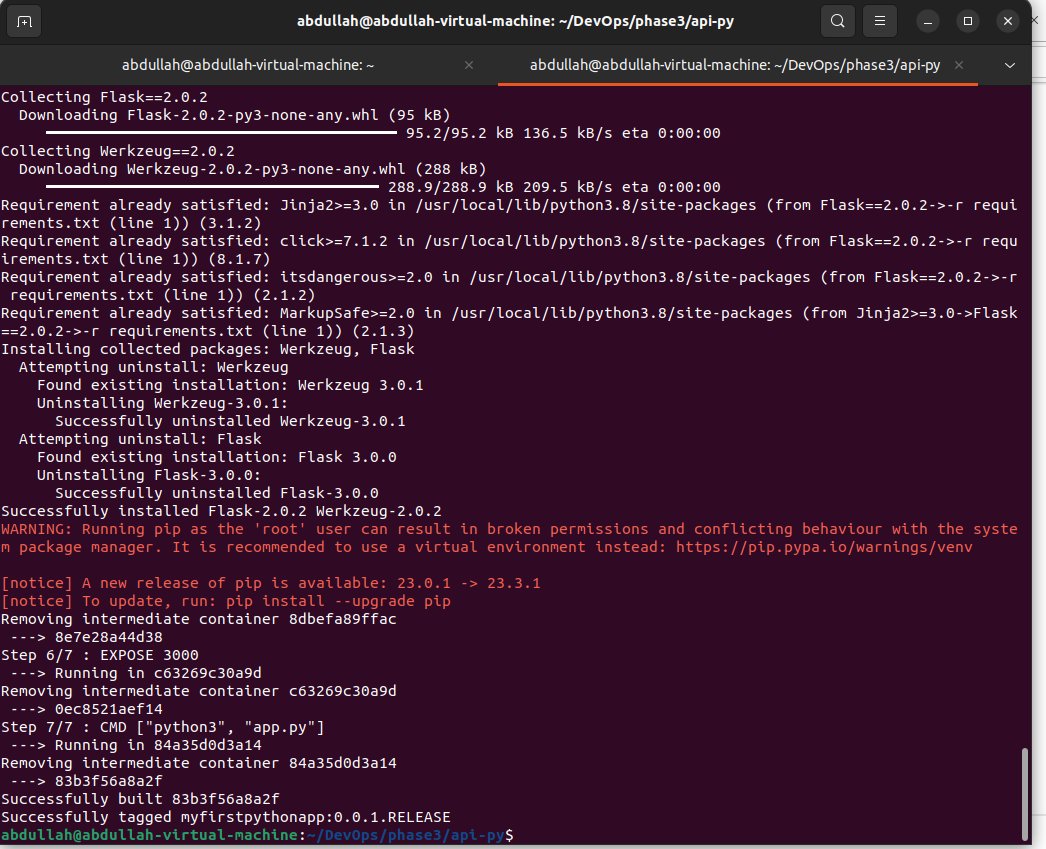 abdullah@abdullah-virtual-machine: ~/DevOps/phase3/api-py
abdullah@abdullah-virtual-machine: ~
abdullah@abdullah-virtual-machine: ~/DevOps/phase3/api-py
Collecting Flask==2.0.2
  Downloading Flask-2.0.2-py3-none-any.whl (95 kB)
     95.2/95.2 kB 136.5 kB/s eta 0:00:00
Collecting Werkzeug==2.0.2
  Downloading Werkzeug-2.0.2-py3-none-any.whl (288 kB)
     288.9/288.9 kB 209.5 kB/s eta 0:00:00
Requirement already satisfied: Jinja2>=3.0 in /usr/local/lib/python3.8/site-packages (from Flask==2.0.2->-r requi
rements.txt (line 1)) (3.1.2)
Requirement already satisfied: click>=7.1.2 in /usr/local/lib/python3.8/site-packages (from Flask==2.0.2->-r requ
irements.txt (line 1)) (8.1.7)
Requirement already satisfied: itsdangerous>=2.0 in /usr/local/lib/python3.8/site-packages (from Flask==2.0.2->-r
 requirements.txt (line 1)) (2.1.2)
Requirement already satisfied: MarkupSafe>=2.0 in /usr/local/lib/python3.8/site-packages (from Jinja2>=3.0->Flask
==2.0.2->-r requirements.txt (line 1)) (2.1.3)
Installing collected packages: Werkzeug, Flask
  Attempting uninstall: Werkzeug
    Found existing installation: Werkzeug 3.0.1
    Uninstalling Werkzeug-3.0.1:
      Successfully uninstalled Werkzeug-3.0.1
  Attempting uninstall: Flask
    Found existing installation: Flask 3.0.0
    Uninstalling Flask-3.0.0:
      Successfully uninstalled Flask-3.0.0
Successfully installed Flask-2.0.2 Werkzeug-2.0.2
WARNING: Running pip as the 'root' user can result in broken permissions and conflicting behaviour with the syste
m package manager. It is recommended to use a virtual environment instead: https://pip.pypa.io/warnings/venv
[notice] A new release of pip is available: 23.0.1 -> 23.3.1
[notice] To update, run: pip install --upgrade pip
Removing intermediate container 8dbefa89ffac
 ---> 8e7e28a44d38
Step 6/7 : EXPOSE 3000
 ---> Running in c63269c30a9d
Removing intermediate container c63269c30a9d
 ---> 0ec8521aef14
Step 7/7 : CMD ["python3", "app.py"]
 ---> Running in 84a35d0d3a14
Removing intermediate container 84a35d0d3a14
 ---> 83b3f56a8a2f
Successfully built 83b3f56a8a2f
Successfully tagged myfirstpythonapp:0.0.1.RELEASE
abdullah@abdullah-virtual-machine:~/DevOps/phase3/api-py$